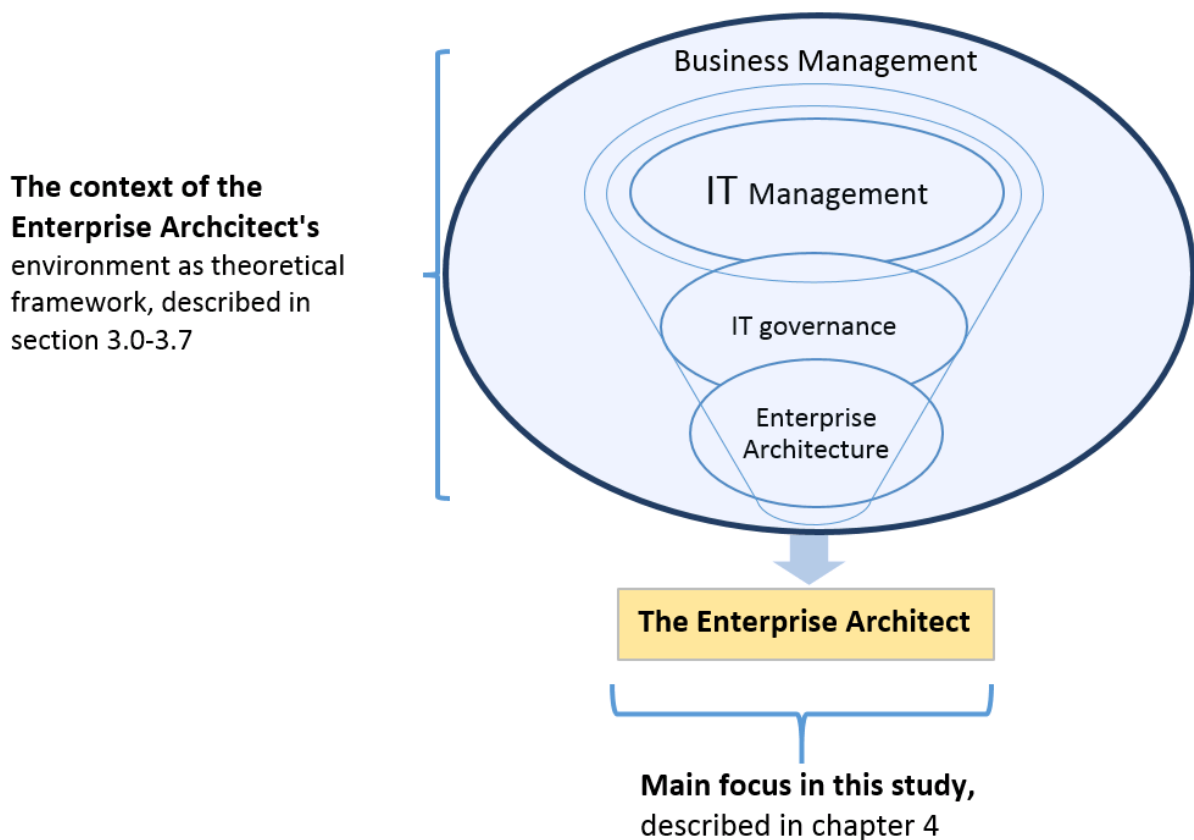 Business Management
IT Management
IT governance
Enterprise
Architecture
The context of the
Enterprise Archcitect's
environment as theoretical
framework, described in
section 3.0-3.7
The Enterprise Architect
Main focus in this study,
described in chapter 4